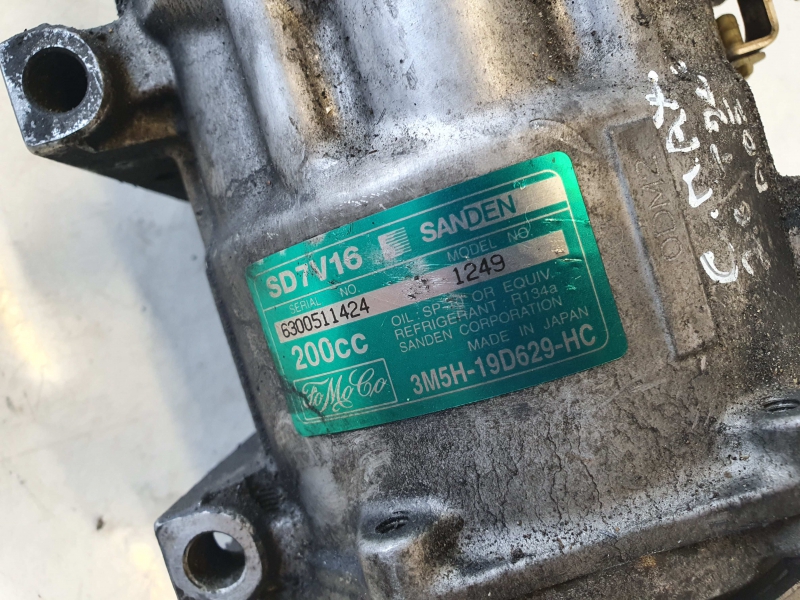 SD7V16 SANDEN
SERIAL NO. MODEL NO.
6300511424 1249
OIL: SP-20 OR EQUIV.
REFRIGERANT: R134a
SANDEN CORPORATION
200CC MADE IN JAPAN
FoMoCo 3M5H-19D629-HC